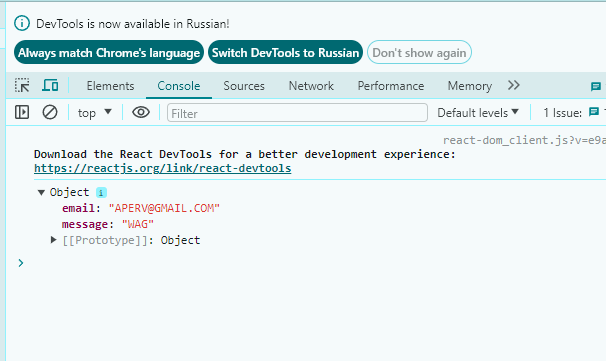 DevTools is now available in Russian!
Always match Chrome's language Switch DevTools to Russian Don't show again
Elements Console Sources Network Performance Memory
top Filter Default levels 1 Issue:
react-dom_client.js?v=e9a
Download the React DevTools for a better development experience:
https://reactjs.org/link/react-devtools
Object
email: "APERV@GMAIL.COM"
message: "WAG"
[[Prototype]]: Object